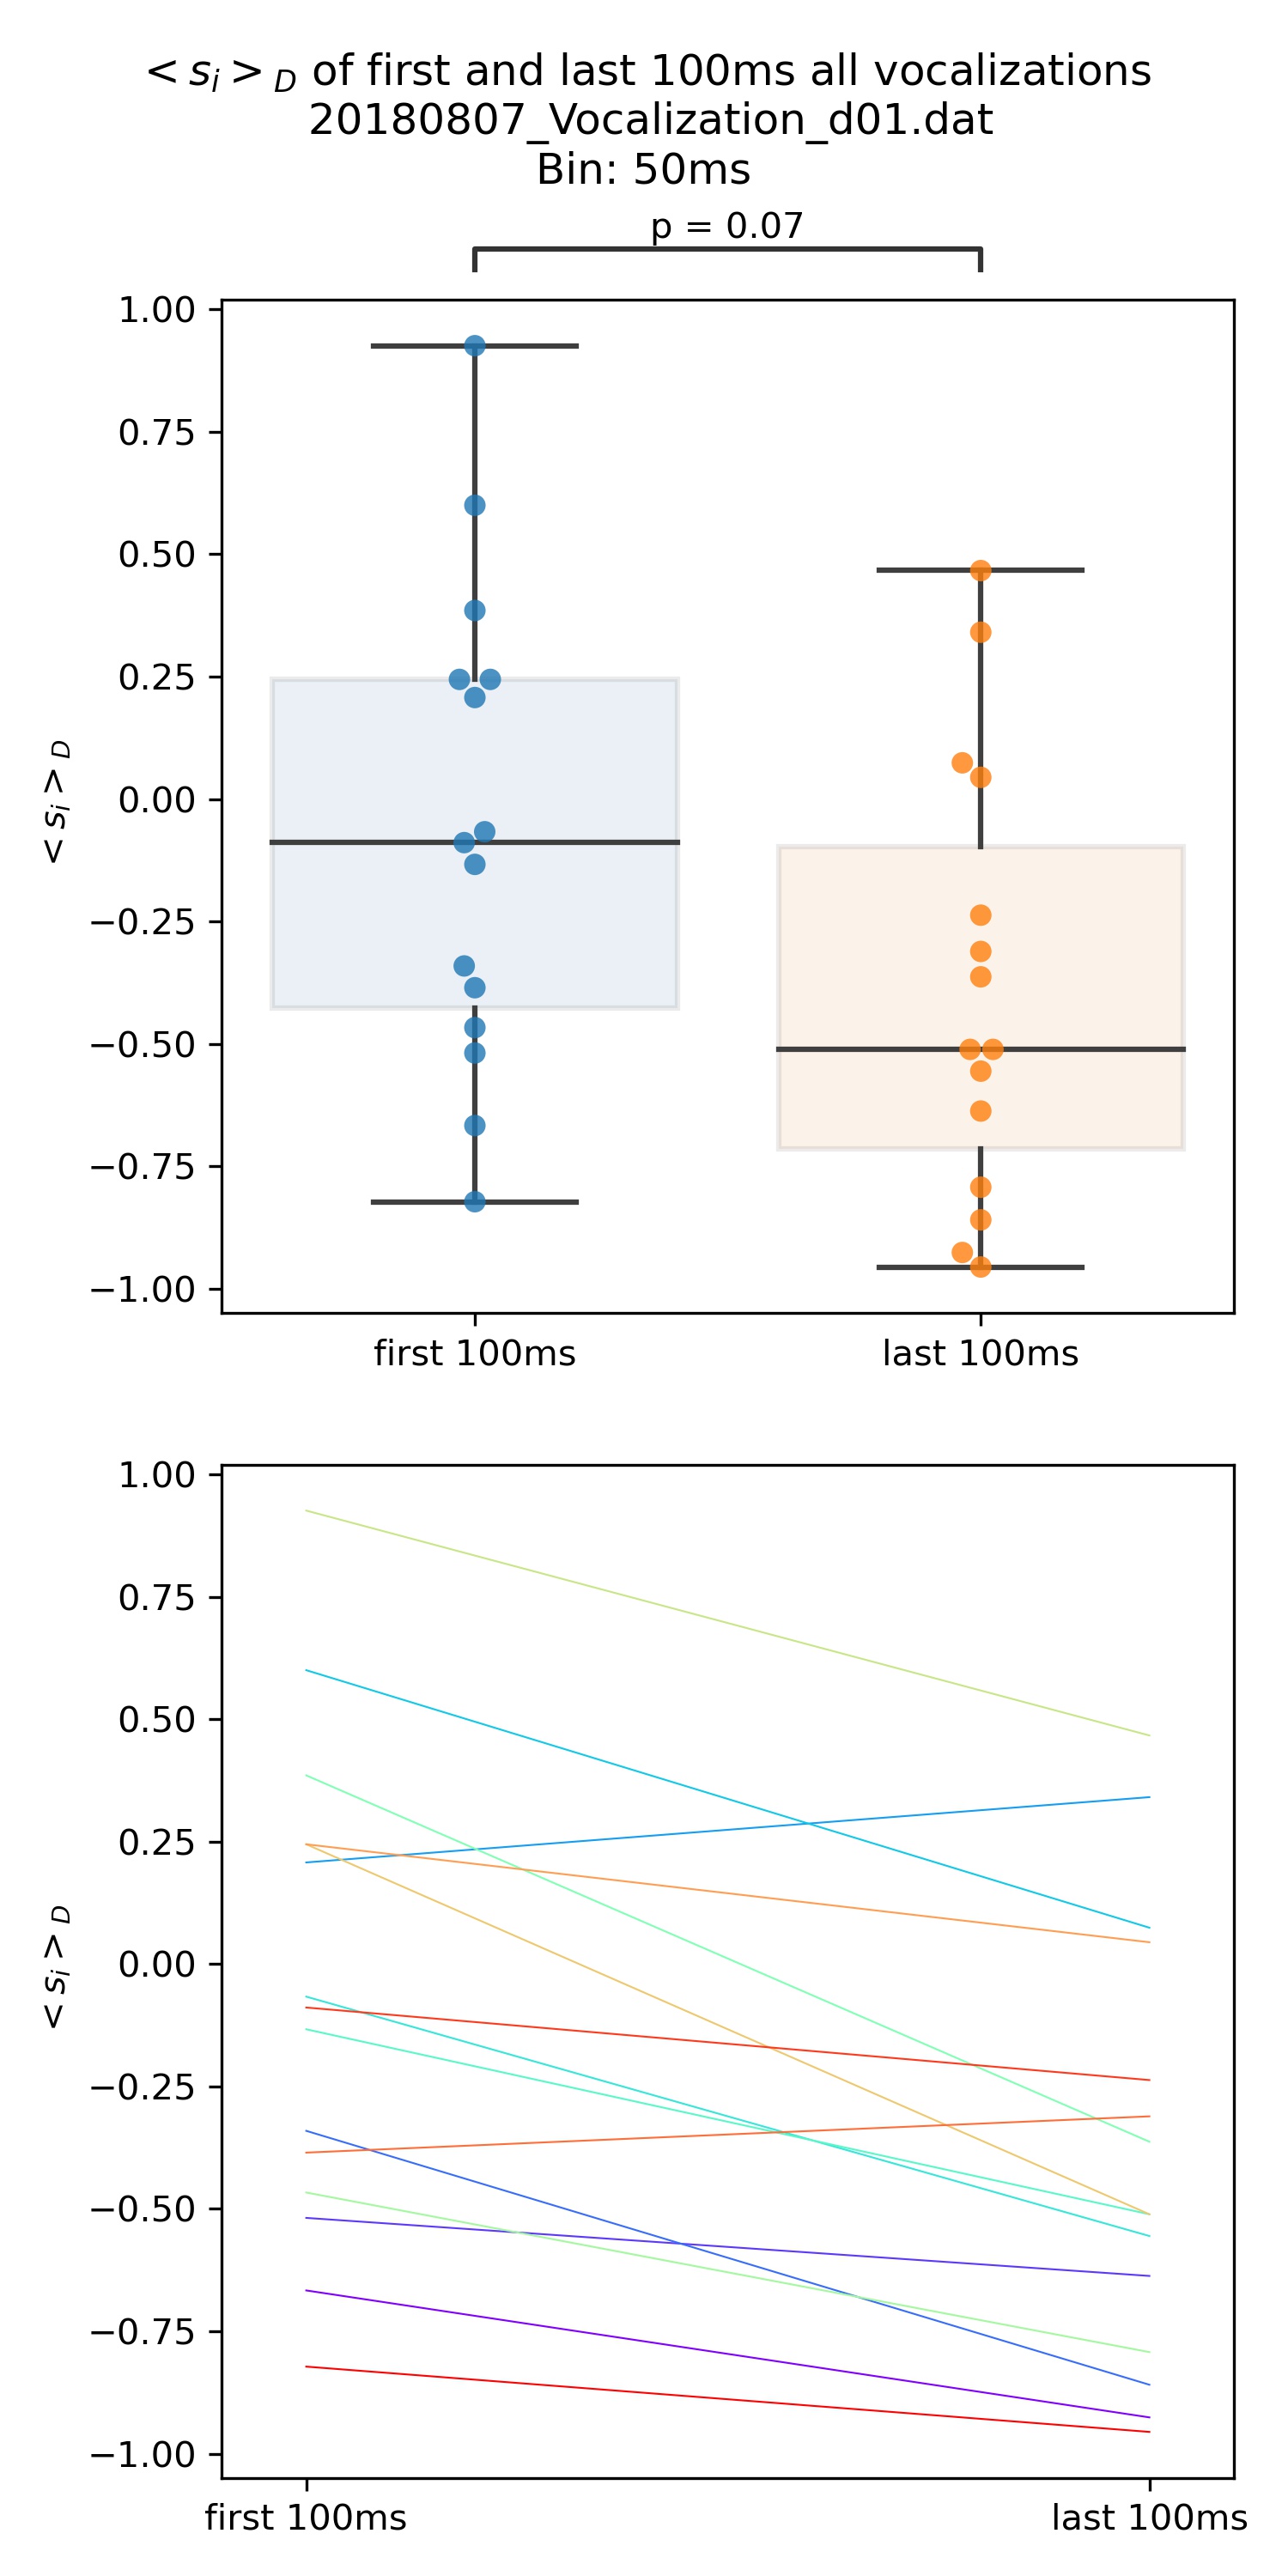 < s_i >_D of first and last 100ms all vocalizations
20180807_Vocalization_d01.dat
Bin: 50ms
p = 0.07
1.00
0.75
0.50
0.25
0.00
−0.25
−0.50
−0.75
−1.00
< s_i >_D
first 100ms
last 100ms
1.00
0.75
0.50
0.25
0.00
−0.25
−0.50
−0.75
−1.00
< s_i >_D
first 100ms
last 100ms